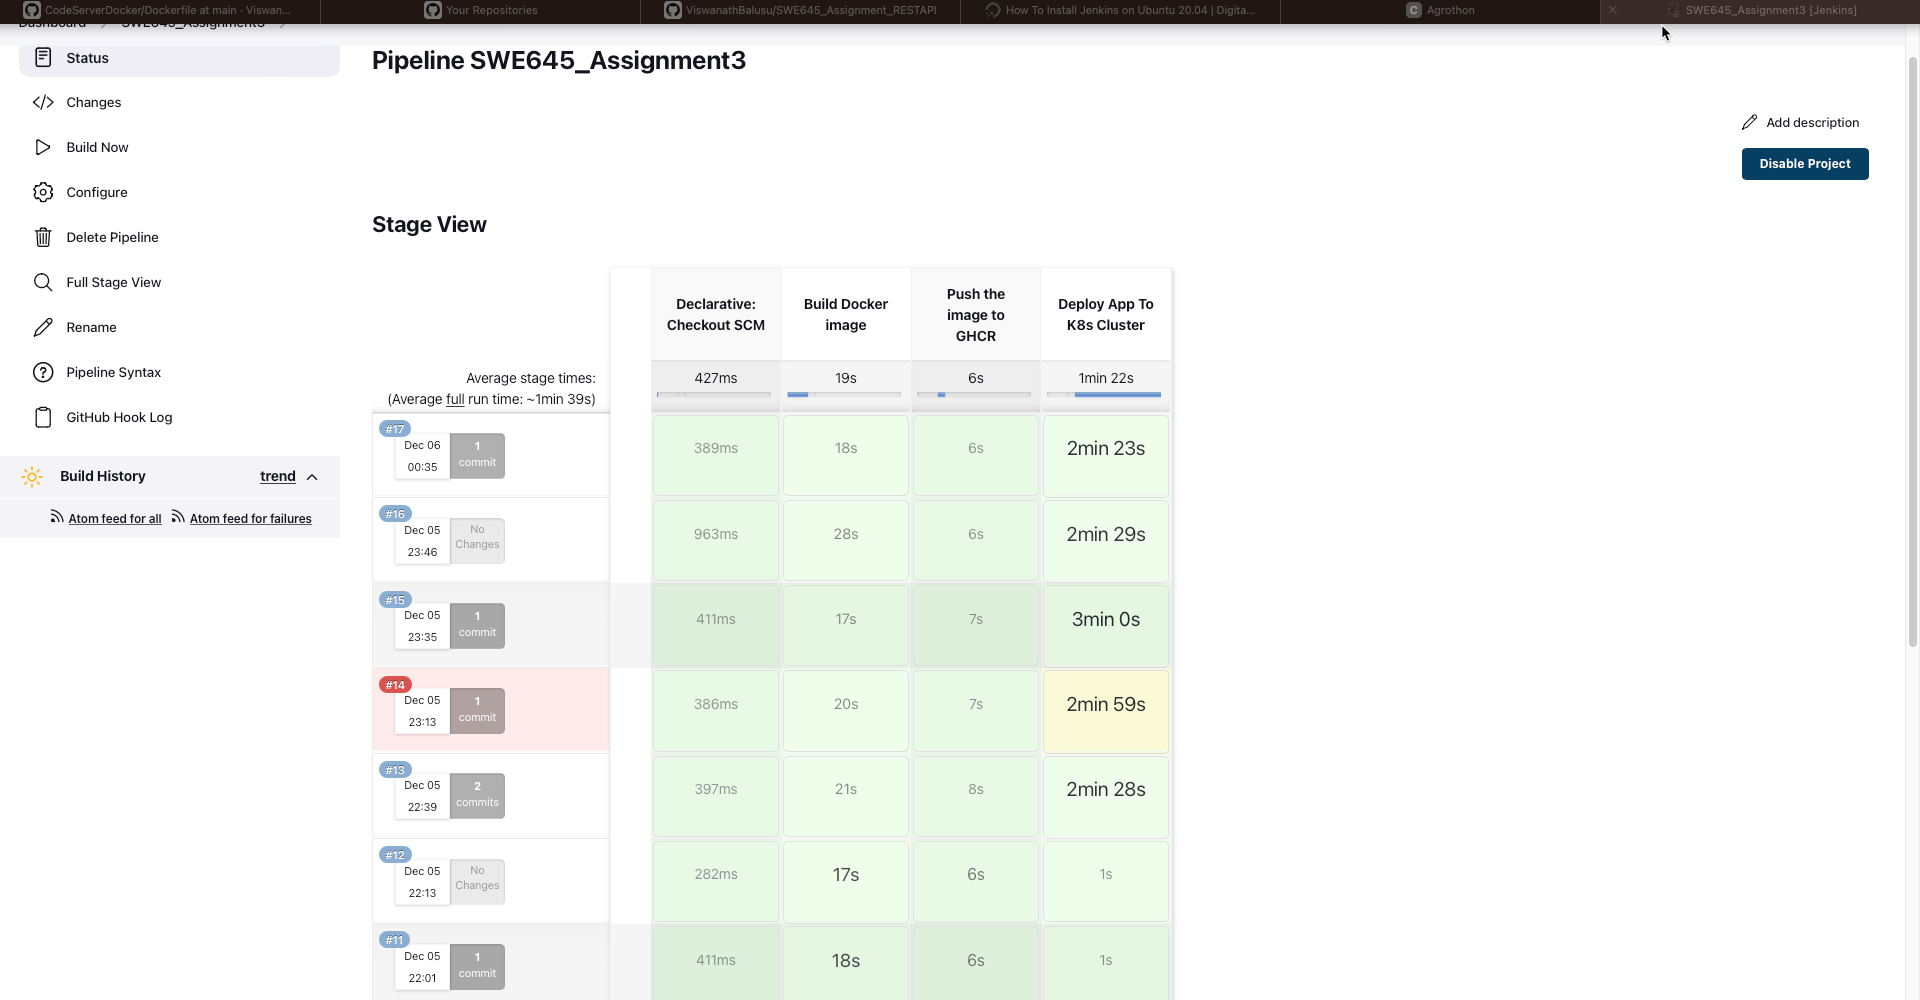 CodeServerDocker/Dockerfile at main · Viswan...
Your Repositories
ViswanathBalusu/SWE645_Assignment_RESTAPI
How To Install Jenkins on Ubuntu 20.04 | Digita...
C Agrothon
SWE645_Assignment3 [Jenkins]
Dashboard > SWE645_Assignment3 >
Status
Changes
Build Now
Configure
Delete Pipeline
Full Stage View
Rename
Pipeline Syntax
GitHub Hook Log
Build History trend
Atom feed for all Atom feed for failures
Pipeline SWE645_Assignment3
Add description
Disable Project
Stage View
Declarative:
Checkout SCM
Build Docker
image
Push the
image to
GHCR
Deploy App To
K8s Cluster
Average stage times:
(Average full run time: ~1min 39s)
427ms 19s 6s 1min 22s
#17
Dec 06
00:35
1
commit
389ms 18s 6s 2min 23s
#16
Dec 05
23:46
No
Changes
963ms 28s 6s 2min 29s
#15
Dec 05
23:35
1
commit
411ms 17s 7s 3min 0s
#14
Dec 05
23:13
1
commit
386ms 20s 7s 2min 59s
#13
Dec 05
22:39
2
commits
397ms 21s 8s 2min 28s
#12
Dec 05
22:13
No
Changes
282ms 17s 6s 1s
#11
Dec 05
22:01
1
commit
411ms 18s 6s 1s